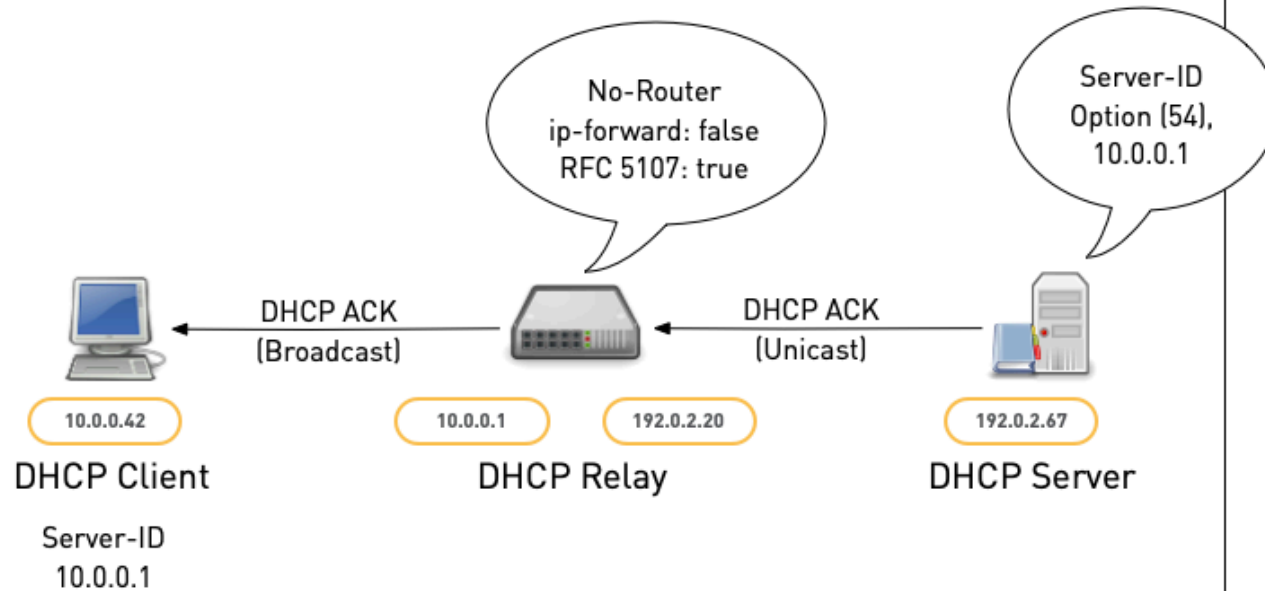 No-Router
ip-forward: false
RFC 5107: true
Server-ID
Option (54),
10.0.0.1
DHCP ACK
(Broadcast)
DHCP ACK
(Unicast)
10.0.0.42
10.0.0.1
192.0.2.20
192.0.2.67
DHCP Client
DHCP Relay
DHCP Server
Server-ID
10.0.0.1